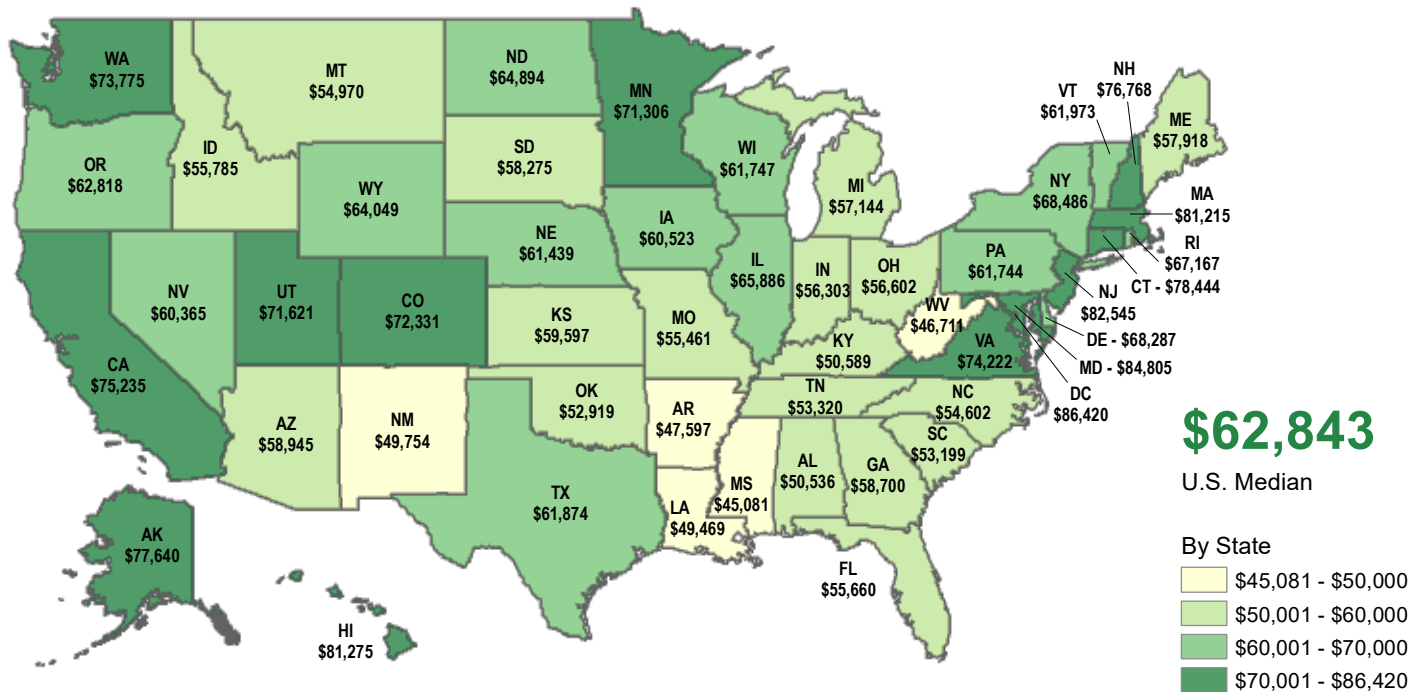 WA
$73,775
MT
$54,970
ND
$64,894
MN
$71,306
NH
$76,768
VT
$61,973
ME
$57,918
OR
$62,818
ID
$55,785
SD
$58,275
WI
$61,747
MI
$57,144
NY
$68,486
MA
$81,215
WY
$64,049
IA
$60,523
RI
$67,167
NE
$61,439
IL
$65,886
IN
$56,303
OH
$56,602
PA
$61,744
CT - $78,444
NJ
$82,545
NV
$60,365
UT
$71,621
CO
$72,331
KS
$59,597
MO
$55,461
WV
$46,711
KY
$50,589
VA
$74,222
DE - $68,287
MD - $84,805
DC
$86,420
CA
$75,235
AZ
$58,945
NM
$49,754
OK
$52,919
AR
$47,597
TN
$53,320
NC
$54,602
SC
$53,199
$62,843
U.S. Median
TX
$61,874
LA
$49,469
MS
$45,081
AL
$50,536
GA
$58,700
FL
$55,660
AK
$77,640
HI
$81,275
By State
$45,081 - $50,000
$50,001 - $60,000
$60,001 - $70,000
$70,001 - $86,420